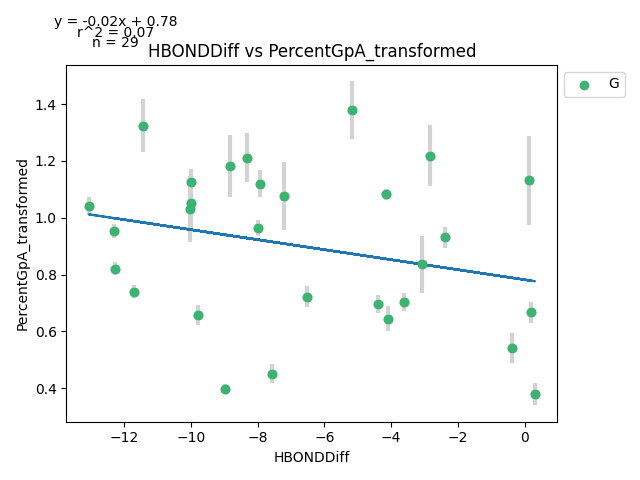 y = -0.02x + 0.78
r^2 = 0.07
n = 29
HBONDDiff vs PercentGpA_transformed
G
PercentGpA_transformed
1.4
1.2
1.0
0.8
0.6
0.4
−12 −10 −8 −6 −4 −2 0
HBONDDiff